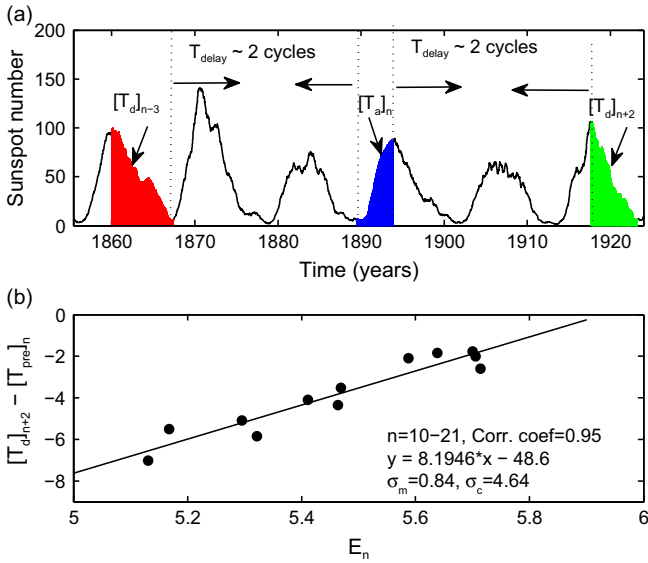 (a)
200
150
100
50
0
Sunspot number
T_delay ~ 2 cycles
T_delay ~ 2 cycles
[T_d]_n−3
[T_a]_n
[T_d]_n+2
1860 1870 1880 1890 1900 1910 1920
Time (years)
(b)
0
−2
−4
−6
−8
[T_d]_n+2 − [T_pre]_n
n=10−21, Corr. coef=0.95
y = 8.1946*x − 48.6
σ_m=0.84, σ_c=4.64
5 5.2 5.4 5.6 5.8 6
E_n